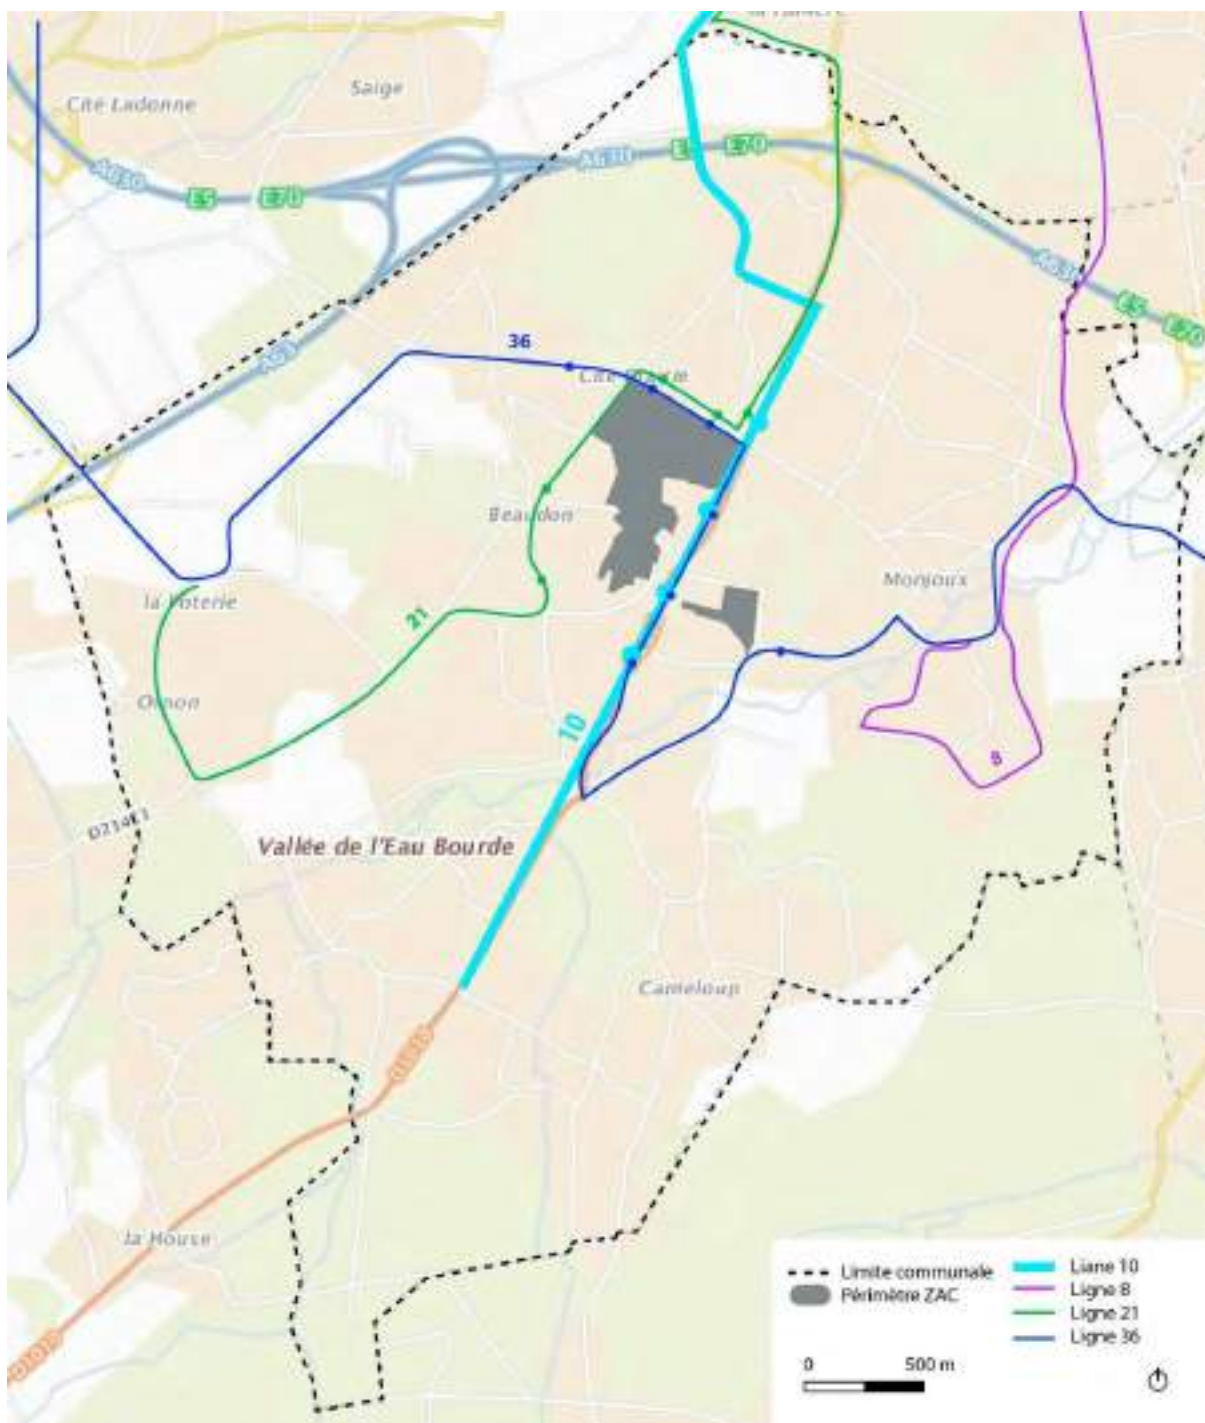 Saige
Cité Ladonne
A630
E5
E70
A630
E70
A630
E5
E70
A63
36
Beaudon
Monjoux
la Poterie
21
Ornon
10
8
D214E1
Vallée de l'Eau Bourde
Cameloup
D1010
la House
D1010
Limite communale
Périmètre ZAC
Liane 10
Ligne 8
Ligne 21
Ligne 36
0 500 m